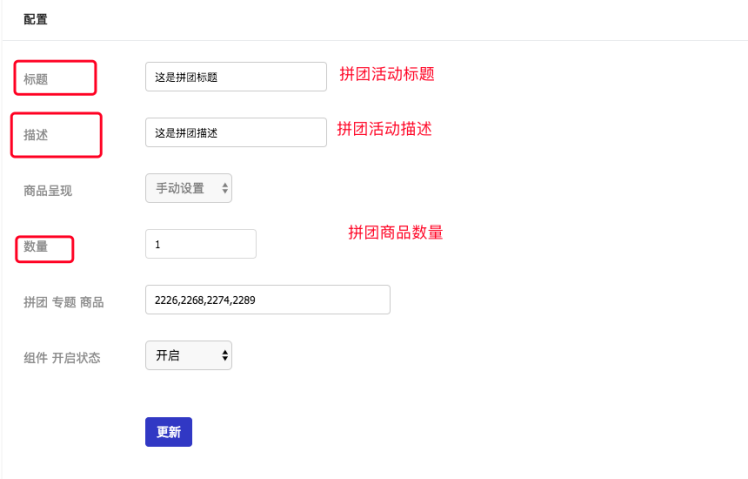 配置
标题 这是拼团标题 拼团活动标题
描述 这是拼团描述 拼团活动描述
商品呈现 手动设置
数量 1 拼团商品数量
拼团 专题 商品 2226,2268,2274,2289
组件 开启状态 开启
更新